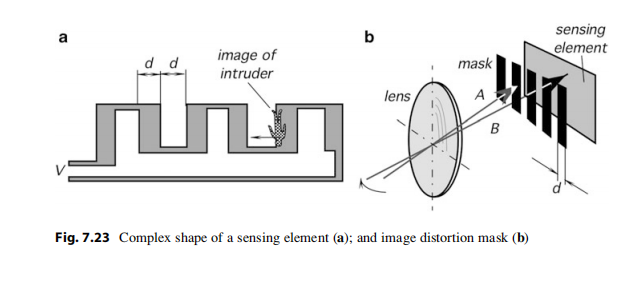 a
d d
image of
intruder
V
b
sensing
element
mask
lens
A
B
d
Fig. 7.23 Complex shape of a sensing element (a); and image distortion mask (b)